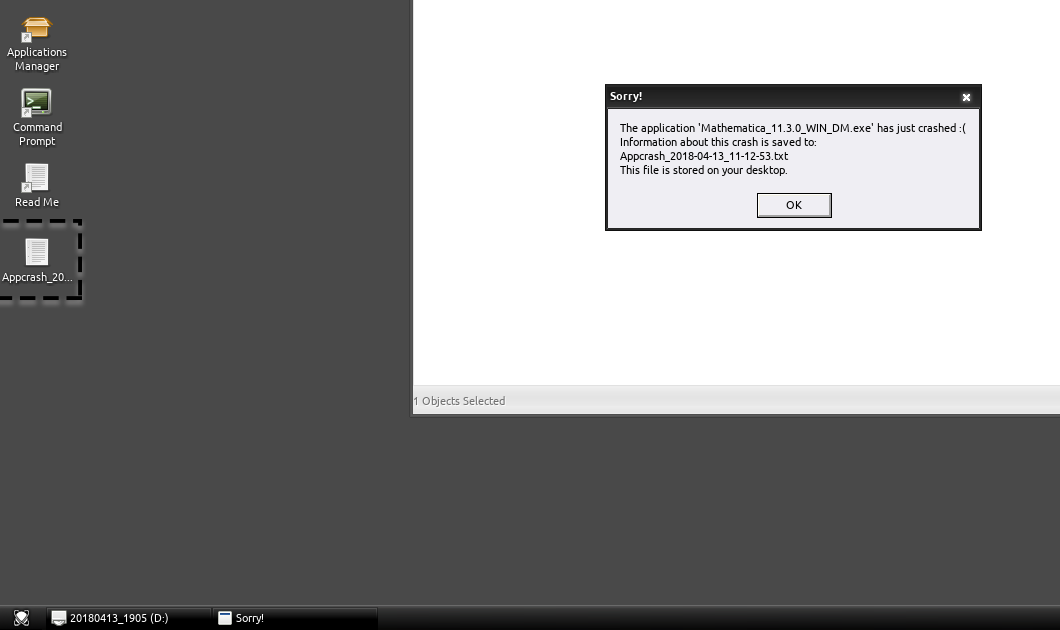 Applications
Manager
Command
Prompt
Read Me
Appcrash_20...
Sorry!
The application 'Mathematica_11.3.0_WIN_DM.exe' has just crashed :(
Information about this crash is saved to:
Appcrash_2018-04-13_11-12-53.txt
This file is stored on your desktop.
OK
1 Objects Selected
20180413_1905 (D:)
Sorry!